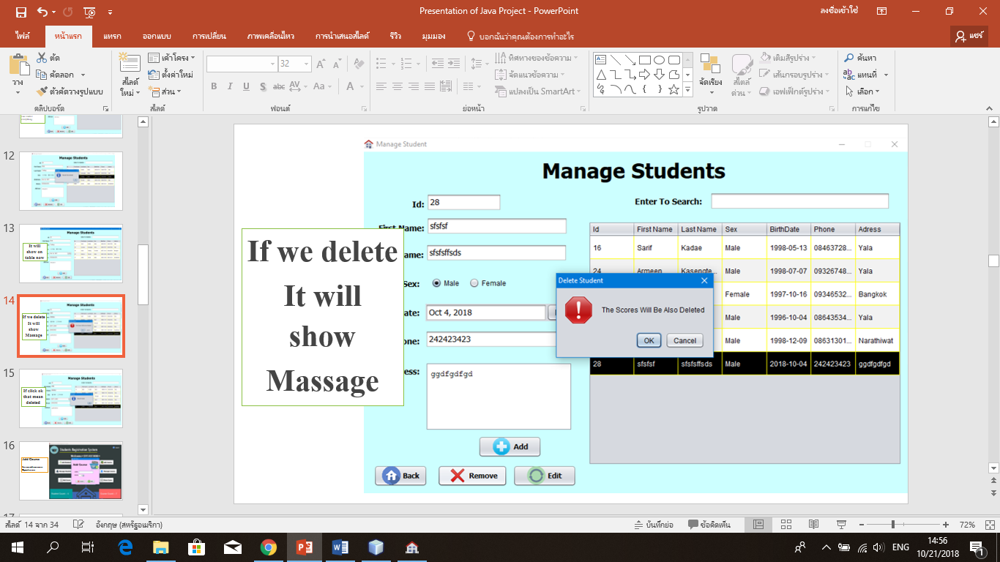 Presentation of Java Project - PowerPoint
ลงชื่อเข้าใช้
ไฟล์ หน้าแรก แทรก ออกแบบ การเปลี่ยน ภาพเคลื่อนไหว การนำเสนอสไลด์ รีวิว มุมมอง บอกฉันว่าคุณต้องการทำอะไร แชร์
วาง
ตัด
คัดลอก
ตัวคัดวางรูปแบบ
คลิปบอร์ด
สไลด์
ใหม่
เค้าโครง
ตั้งค่าใหม่
ส่วน
สไลด์
32
B I U S abc AV Aa A
ฟอนต์
ทิศทางของข้อความ
จัดแนวข้อความ
แปลงเป็น SmartArt
ย่อหน้า
จัดเรียง
สไตล์
ด่วน
เติมสีรูปร่าง
เส้นกรอบรูปร่าง
เอฟเฟ็กต์รูปร่าง
รูปวาด
ค้นหา
แทนที่
เลือก
การแก้ไข
12
Manage Students
13
Manage Students
It will
show on
table now
14
Manage Students
If we delete
It will
show
Massage
15
Manage Students
If click ok
that mean
deleted
16
Students Registration System
Add Course
Add Course
Manage Student
Manage Students
Id: 28
Enter To Search:
First Name: sfsfsf
Name: sfsfsffsds
Sex: Male Female
Date: Oct 4, 2018
one: 242423423
ess: ggdfgdfgd
Id First Name Last Name Sex BirthDate Phone Adress
16 Sarif Kadae Male 1998-05-13 08463728... Yala
24 Armeen Kasengte... Male 1998-07-07 09326748... Yala
Female 1997-10-16 09346532... Bangkok
Male 1996-10-04 08643534... Yala
Male 1998-12-09 08631301... Narathiwat
28 sfsfsf sfsfsffsds Male 2018-10-04 242423423 ggdfgdfgd
Delete Student
The Scores Will Be Also Deleted
OK Cancel
If we delete
It will
show
Massage
Add
Back Remove Edit
สไลด์ 14 จาก 34 อังกฤษ (สหรัฐอเมริกา) บันทึกย่อ ข้อคิดเห็น 72%
ENG
14:56
10/21/2018
1